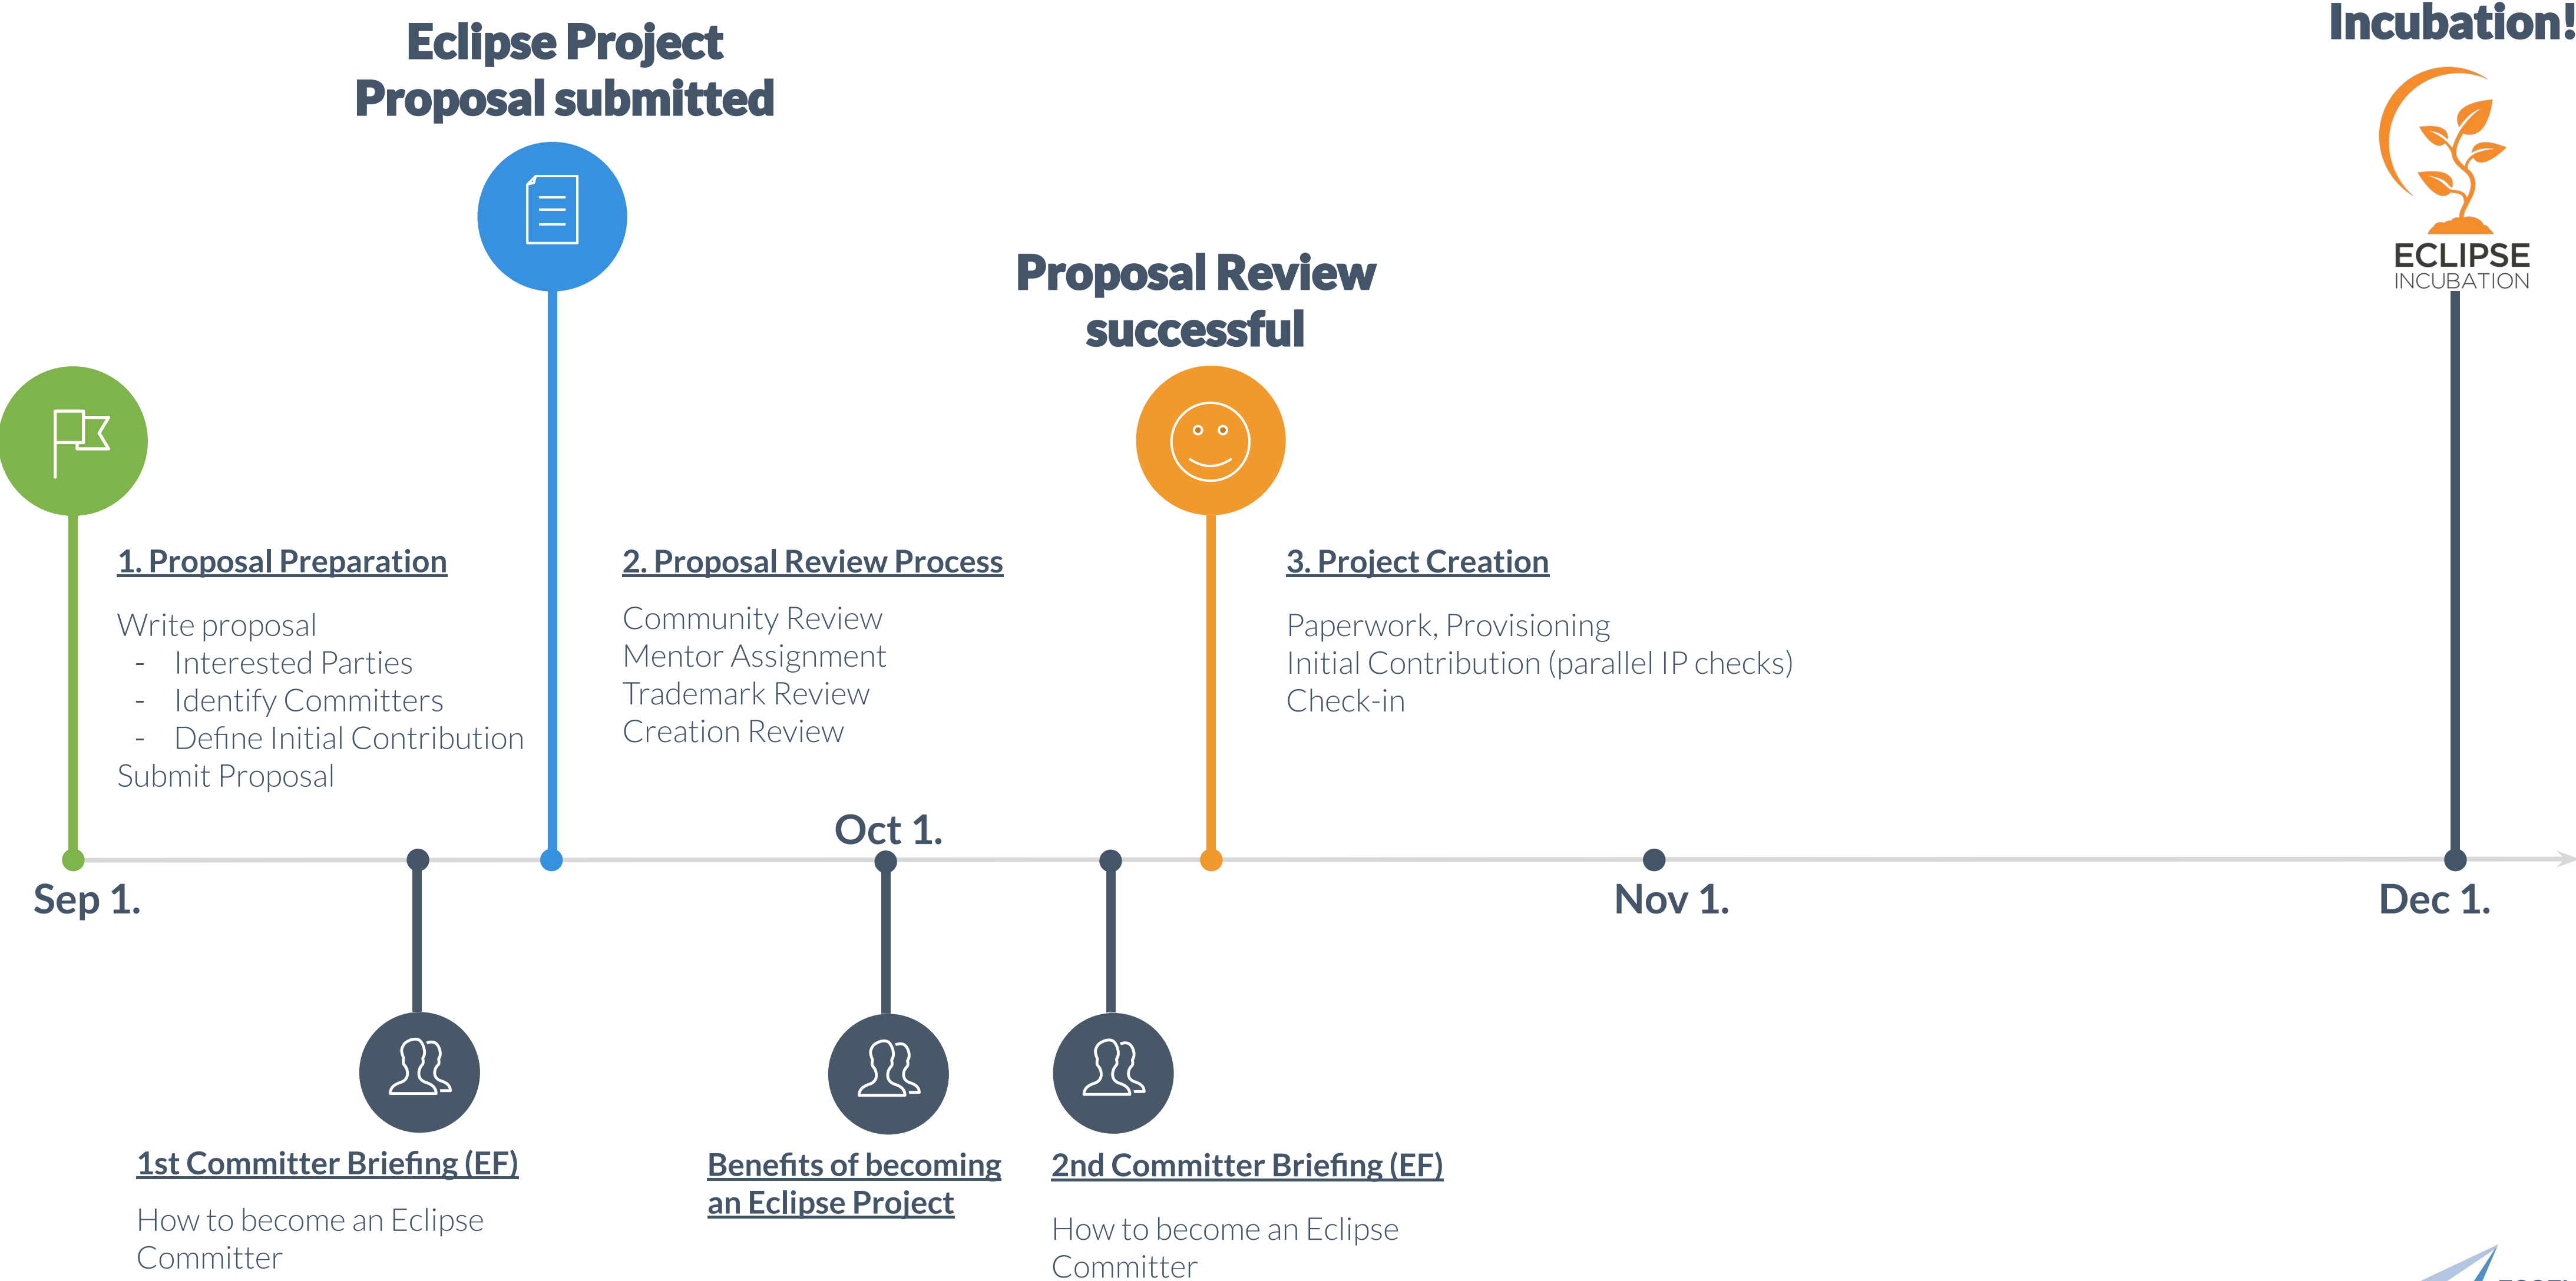 Incubation!
Eclipse Project
Proposal submitted
ECLIPSE
INCUBATION
Proposal Review
successful
1. Proposal Preparation
Write proposal
- Interested Parties
- Identify Committers
- Define Initial Contribution
Submit Proposal
2. Proposal Review Process
Community Review
Mentor Assignment
Trademark Review
Creation Review
3. Project Creation
Paperwork, Provisioning
Initial Contribution (parallel IP checks)
Check-in
Sep 1.
Oct 1.
Nov 1.
Dec 1.
1st Committer Briefing (EF)
How to become an Eclipse
Committer
Benefits of becoming
an Eclipse Project
2nd Committer Briefing (EF)
How to become an Eclipse
Committer